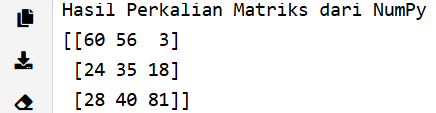 Hasil Perkalian Matriks dari NumPy
[[60 56  3]
 [24 35 18]
 [28 40 81]]